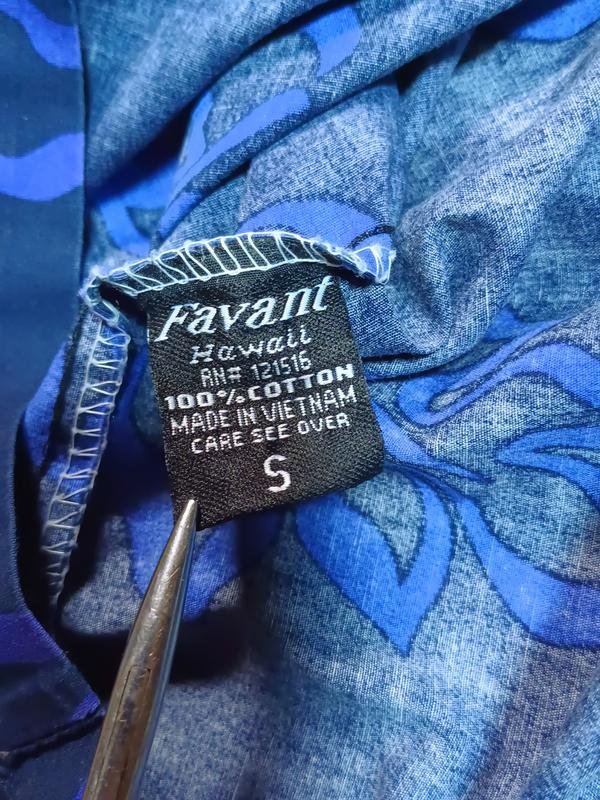 Favant
Hawaii
RN# 121516
100% COTTON
MADE IN VIETNAM
CARE SEE OVER
S